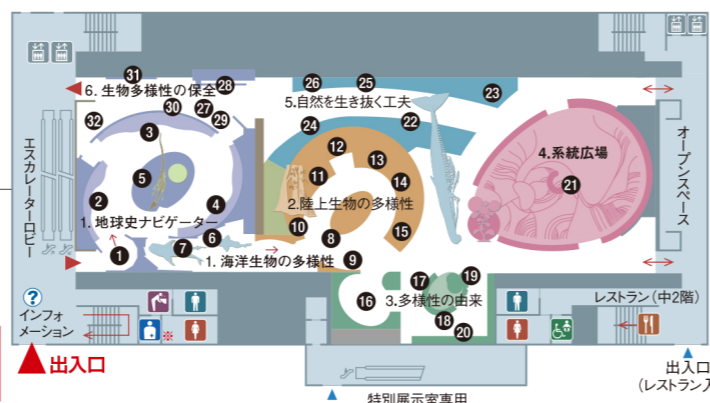 31
6. 生物多様性の保全
28
26
25
5.自然を生き抜く工夫
23
32
30
27
29
3
24
22
12
13
4.系統広場
5
11
14
21
2
4
2.陸上生物の多様性
1. 地球史ナビゲーター
10
8
15
6
1
7
1. 海洋生物の多様性
9
エスカレーターロビー
オープンスペース
16
17
19
3.多様性の由来
18
20
?
インフォ
メーション
※
レストラン(中2階)
出入口
出入口
(レストラン入
特別展示室専用